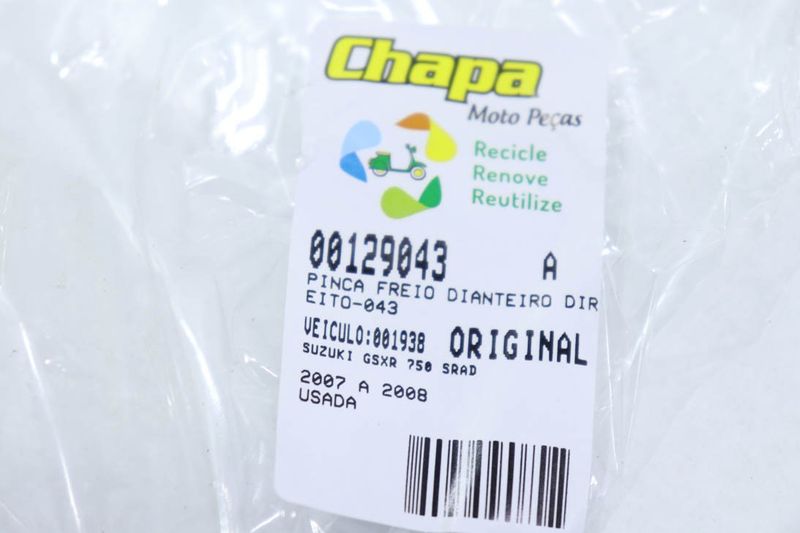 Chapa
Moto Peças
Recicle
Renove
Reutilize
00129043 A
PINCA FREIO DIANTEIRO DIR
EITO-043
VEICULO:001938 ORIGINAL
SUZUKI GSXR 750 SRAD
2007 A 2008
USADA